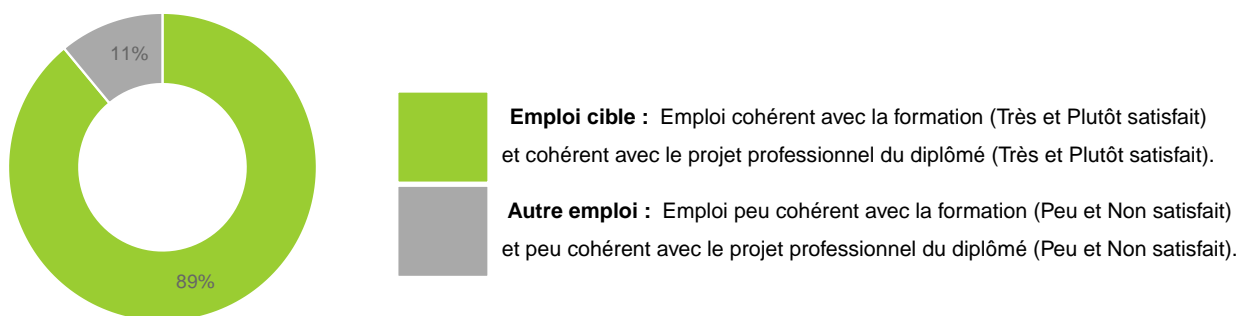 11%
89%
Emploi cible : Emploi cohérent avec la formation (Très et Plutôt satisfait)
et cohérent avec le projet professionnel du diplômé (Très et Plutôt satisfait).
Autre emploi : Emploi peu cohérent avec la formation (Peu et Non satisfait)
et peu cohérent avec le projet professionnel du diplômé (Peu et Non satisfait).